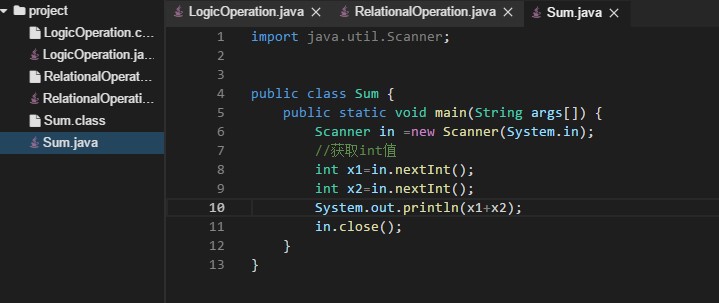 project
LogicOperation.c...
LogicOperation.ja...
RelationalOperat...
RelationalOperati...
Sum.class
Sum.java
LogicOperation.java ×
RelationalOperation.java ×
Sum.java ×
1 import java.util.Scanner;
2
3
4 public class Sum {
5 public static void main(String args[]) {
6 Scanner in =new Scanner(System.in);
7 //获取int值
8 int x1=in.nextInt();
9 int x2=in.nextInt();
10 System.out.println(x1+x2);
11 in.close();
12 }
13 }